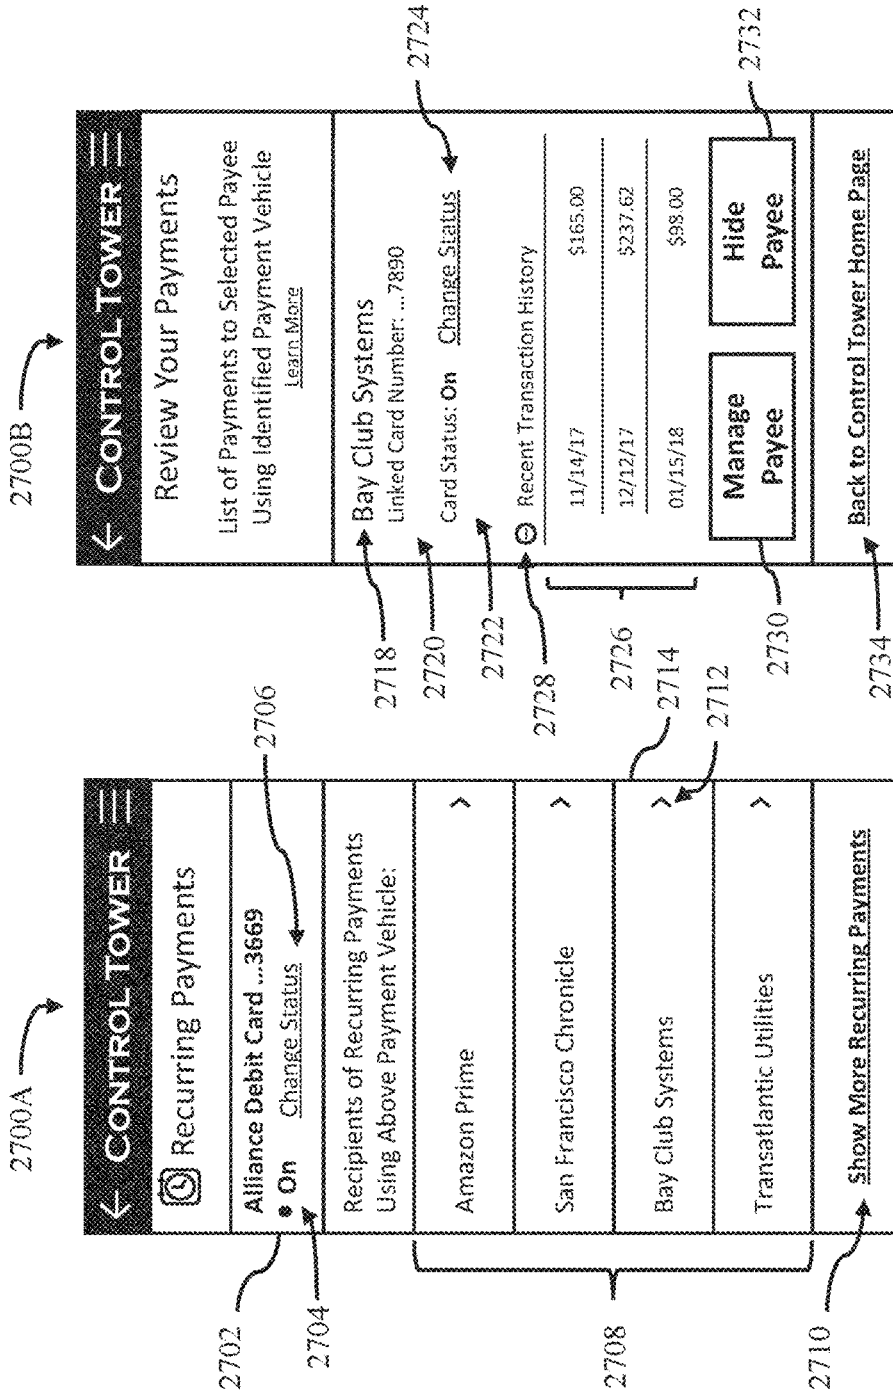 2700A
← CONTROL TOWER
Recurring Payments
Alliance Debit Card ...3669
• On Change Status
Recipients of Recurring Payments
Using Above Payment Vehicle:
Amazon Prime >
San Francisco Chronicle >
Bay Club Systems >
Transatlantic Utilities >
Show More Recurring Payments
2702
2704
2706
2708
2710
2712
2714
2700B
← CONTROL TOWER
Review Your Payments
List of Payments to Selected Payee
Using Identified Payment Vehicle
Learn More
Bay Club Systems
Linked Card Number: ...7890
Card Status: On Change Status
Recent Transaction History
11/14/17 $165.00
12/12/17 $237.62
01/15/18 $98.00
Manage
Payee
Hide
Payee
Back to Control Tower Home Page
2718
2720
2722
2724
2728
2726
2730
2732
2734